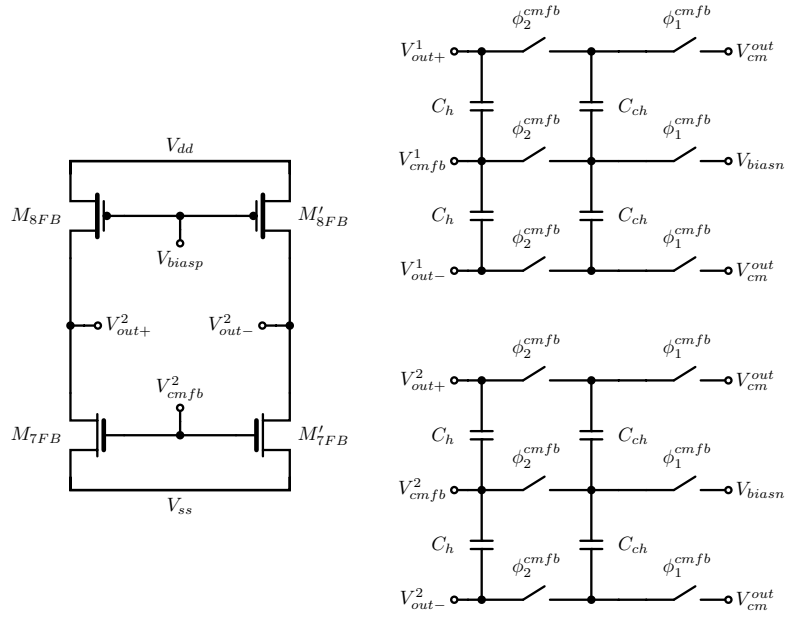 V_{dd}
M_{8FB} M'_{8FB}
V_{biasp}
V^2_{out+} V^2_{out-}
V^2_{cmfb}
M_{7FB} M'_{7FB}
V_{ss}
ϕ^{cmfb}_2 ϕ^{cmfb}_1
V^1_{out+} V^{out}_{cm}
C_h C_{ch}
ϕ^{cmfb}_2 ϕ^{cmfb}_1
V^1_{cmfb} V_{biasn}
C_h C_{ch}
ϕ^{cmfb}_2 ϕ^{cmfb}_1
V^1_{out-} V^{out}_{cm}
ϕ^{cmfb}_2 ϕ^{cmfb}_1
V^2_{out+} V^{out}_{cm}
C_h C_{ch}
ϕ^{cmfb}_2 ϕ^{cmfb}_1
V^2_{cmfb} V_{biasn}
C_h C_{ch}
ϕ^{cmfb}_2 ϕ^{cmfb}_1
V^2_{out-} V^{out}_{cm}